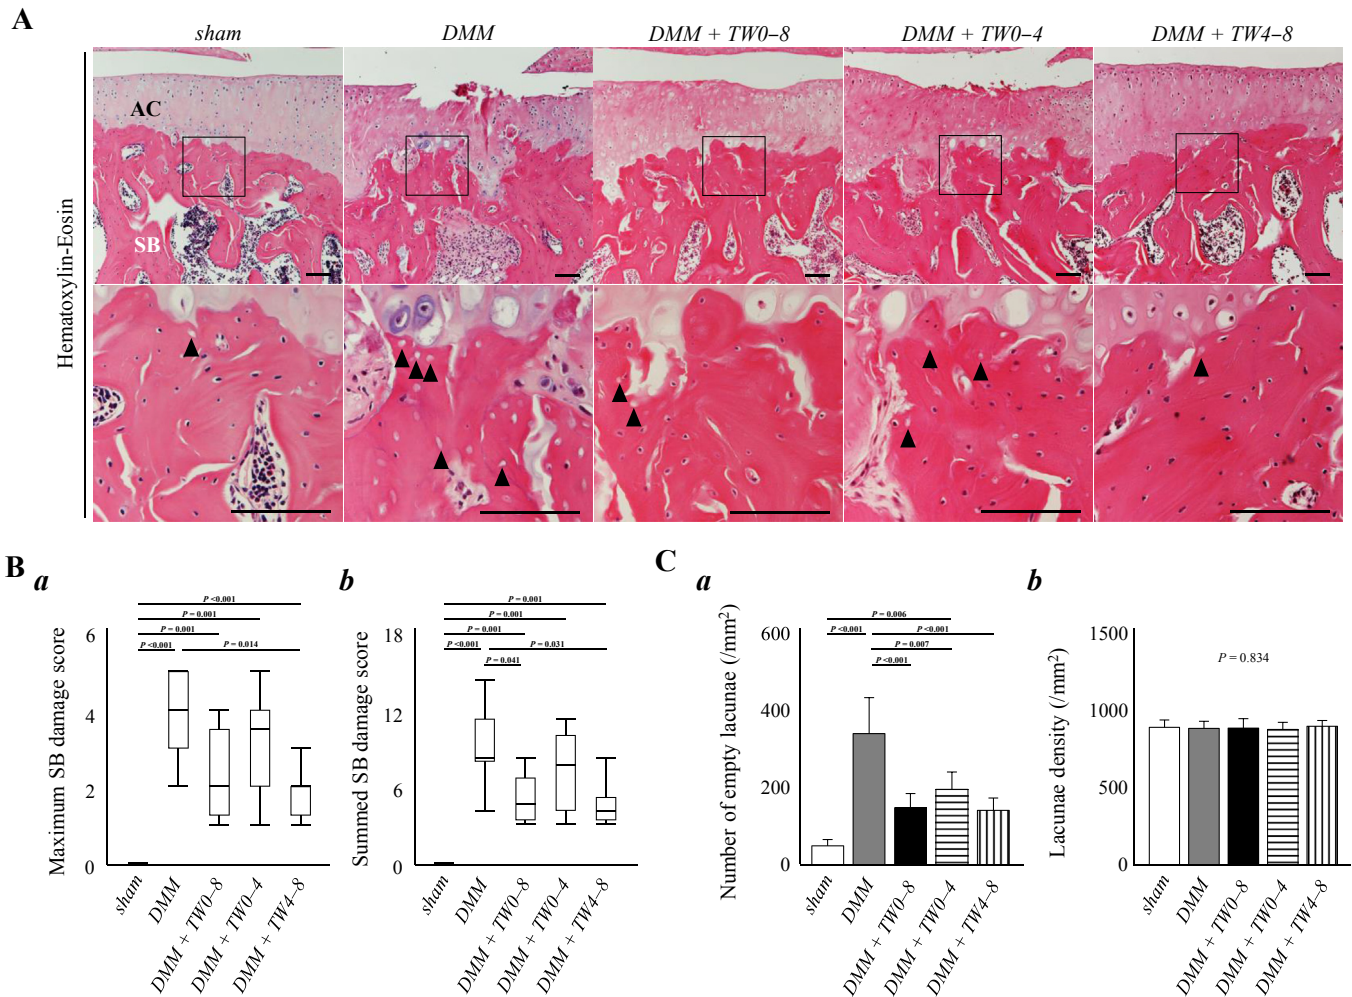 A
sham
DMM
DMM + TW0–8
DMM + TW0–4
DMM + TW4–8
Hematoxylin-Eosin
AC
SB
B
a
P <0.001
P = 0.001
P = 0.001
P <0.001
P = 0.014
Maximum SB damage score
6
4
2
0
sham
DMM
DMM + TW0–8
DMM + TW0–4
DMM + TW4–8
b
P = 0.001
P = 0.001
P = 0.001
P <0.001
P = 0.031
P = 0.041
Summed SB damage score
18
12
6
0
sham
DMM
DMM + TW0–8
DMM + TW0–4
DMM + TW4–8
C
a
P = 0.006
P <0.001
P <0.001
P = 0.007
P <0.001
Number of empty lacunae (/mm²)
600
400
200
0
sham
DMM
DMM + TW0–8
DMM + TW0–4
DMM + TW4–8
b
P = 0.834
Lacunae density (/mm²)
1500
1000
500
0
sham
DMM
DMM + TW0–8
DMM + TW0–4
DMM + TW4–8